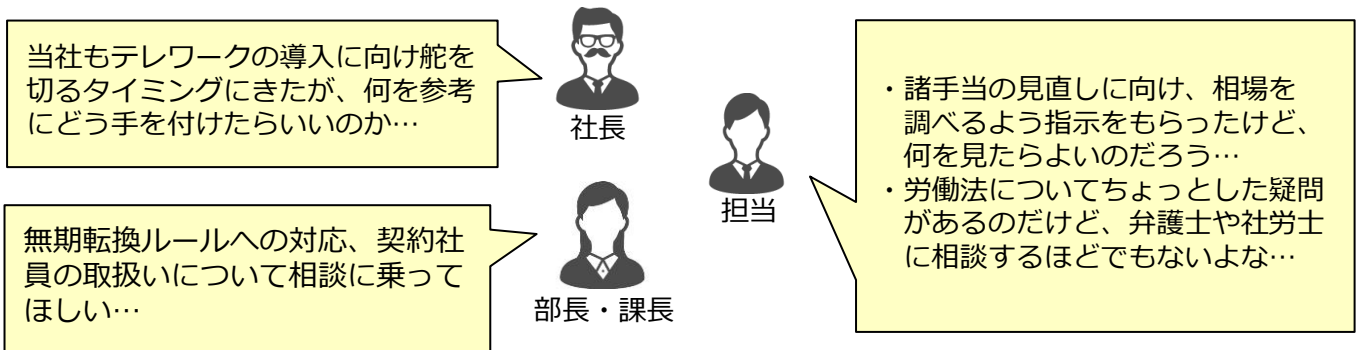 当社もテレワークの導入に向け舵を
切るタイミングにきたが、何を参考
にどう手を付けたらいいのか…
社長
無期転換ルールへの対応、契約社
員の取扱いについて相談に乗って
ほしい…
部長・課長
担当
・諸手当の見直しに向け、相場を
調べるよう指示をもらったけど、
何を見たらよいのだろう…
・労働法についてちょっとした疑問
があるのだけど、弁護士や社労士
に相談するほどでもないよな…